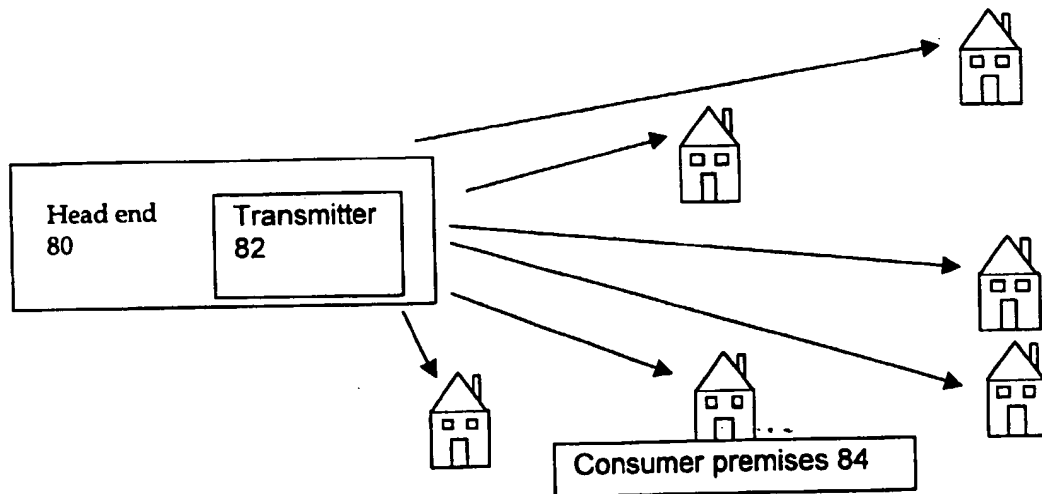 Head end
80
Transmitter
82
Consumer premises 84